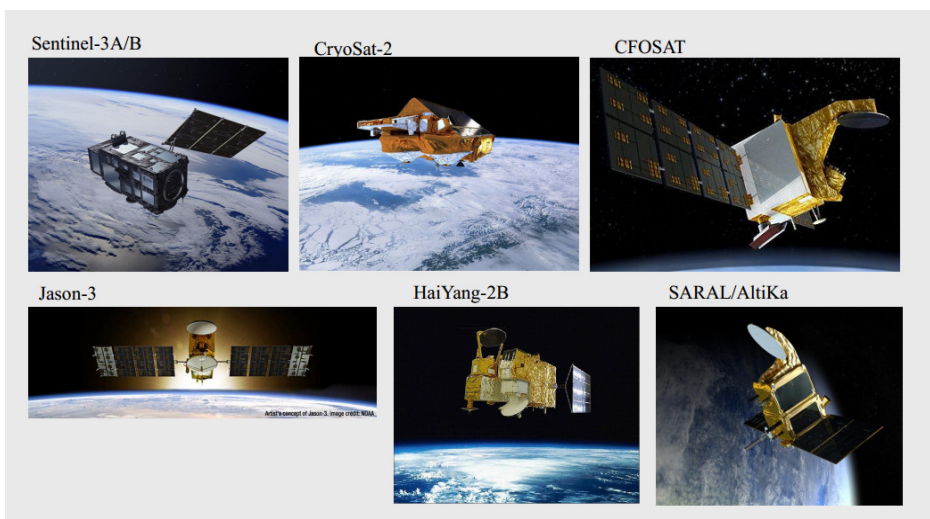 Sentinel-3A/B
CryoSat-2
CFOSAT
Jason-3
Artist's concept of Jason-3. Image credit: NOAA
HaiYang-2B
SARAL/AltiKa